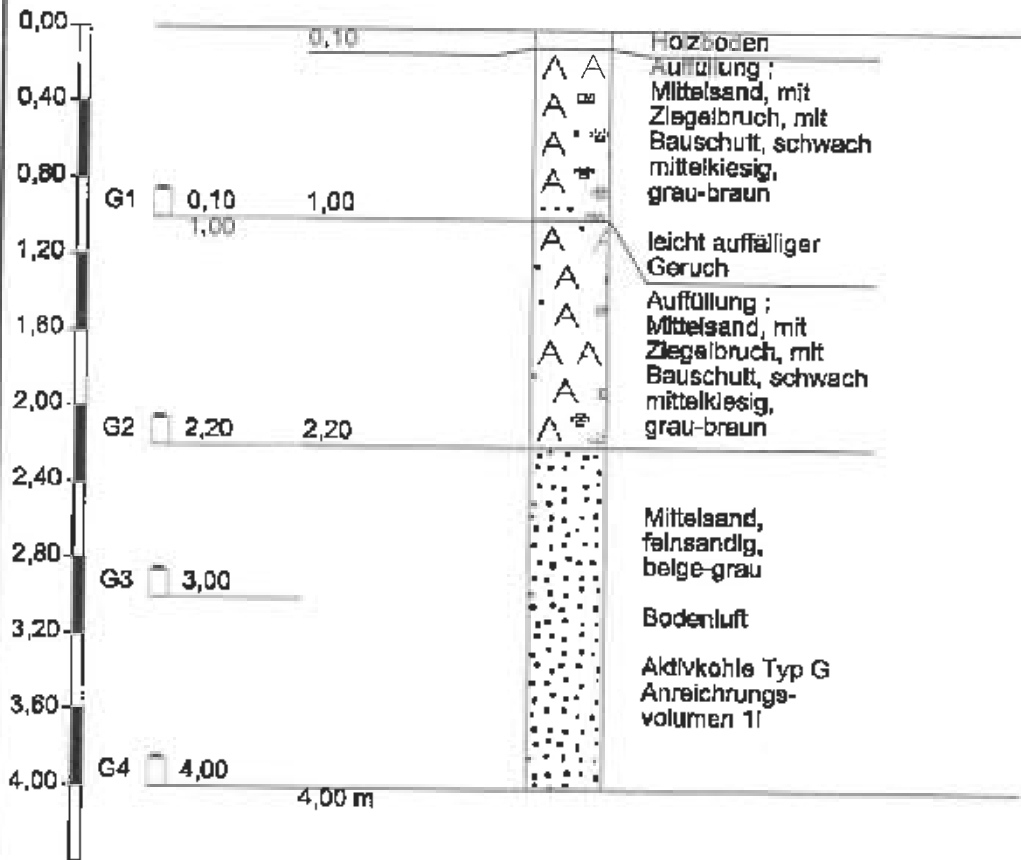 0,00
0,10
Holzboden
Auffüllung ;
Mittelsand, mit
Ziegelbruch, mit
Bauschutt, schwach
mittelkiesig,
grau-braun
0,40
0,80
G1 0,10 1,00
1.00
leicht auffälliger
Geruch
1,20
Auffüllung ;
Mittelsand, mit
Ziegelbruch, mit
Bauschutt, schwach
mittelkiesig,
grau-braun
1,60
2,00
G2 2,20 2,20
2,40
Mittelsand,
feinsandig,
beige-grau
2,80
G3 3,00
Bodenluft
3,20
Aktivkohle Typ G
Anreichrungs-
volumen 1l
3,60
4,00
G4 4,00
4,00 m